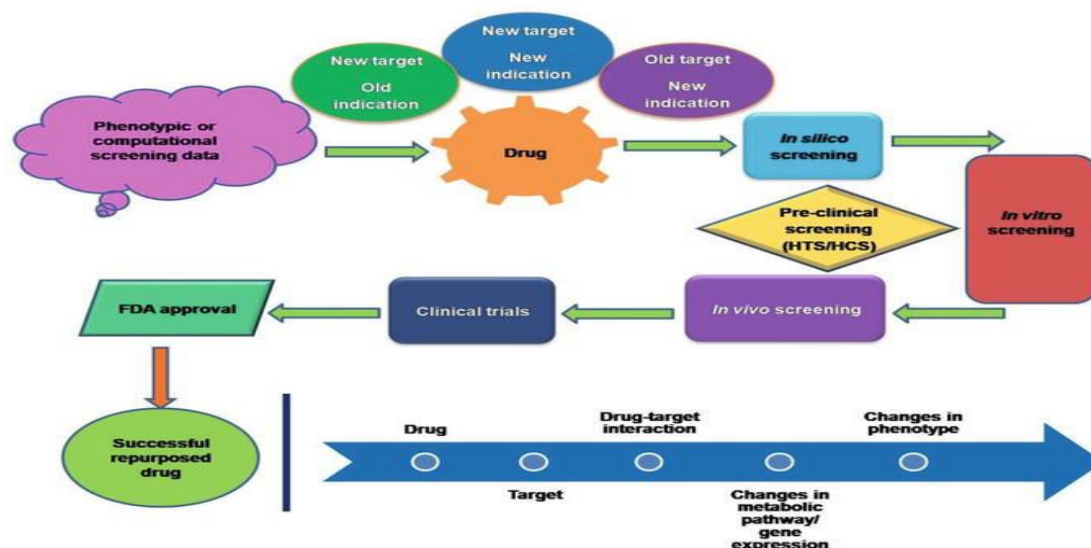 New target
New
indication
New target
Old
indication
Old target
New
indication
Phenotypic or
computational
screening data
Drug
In silico
screening
In vitro
screening
Pre-clinical
screening
(HTS/HCS)
FDA approval
Clinical trials
In vivo screening
Successful
repurposed
drug
Drug
Target
Drug-target
interaction
Changes in
metabolic
pathway/
gene
expression
Changes in
phenotype